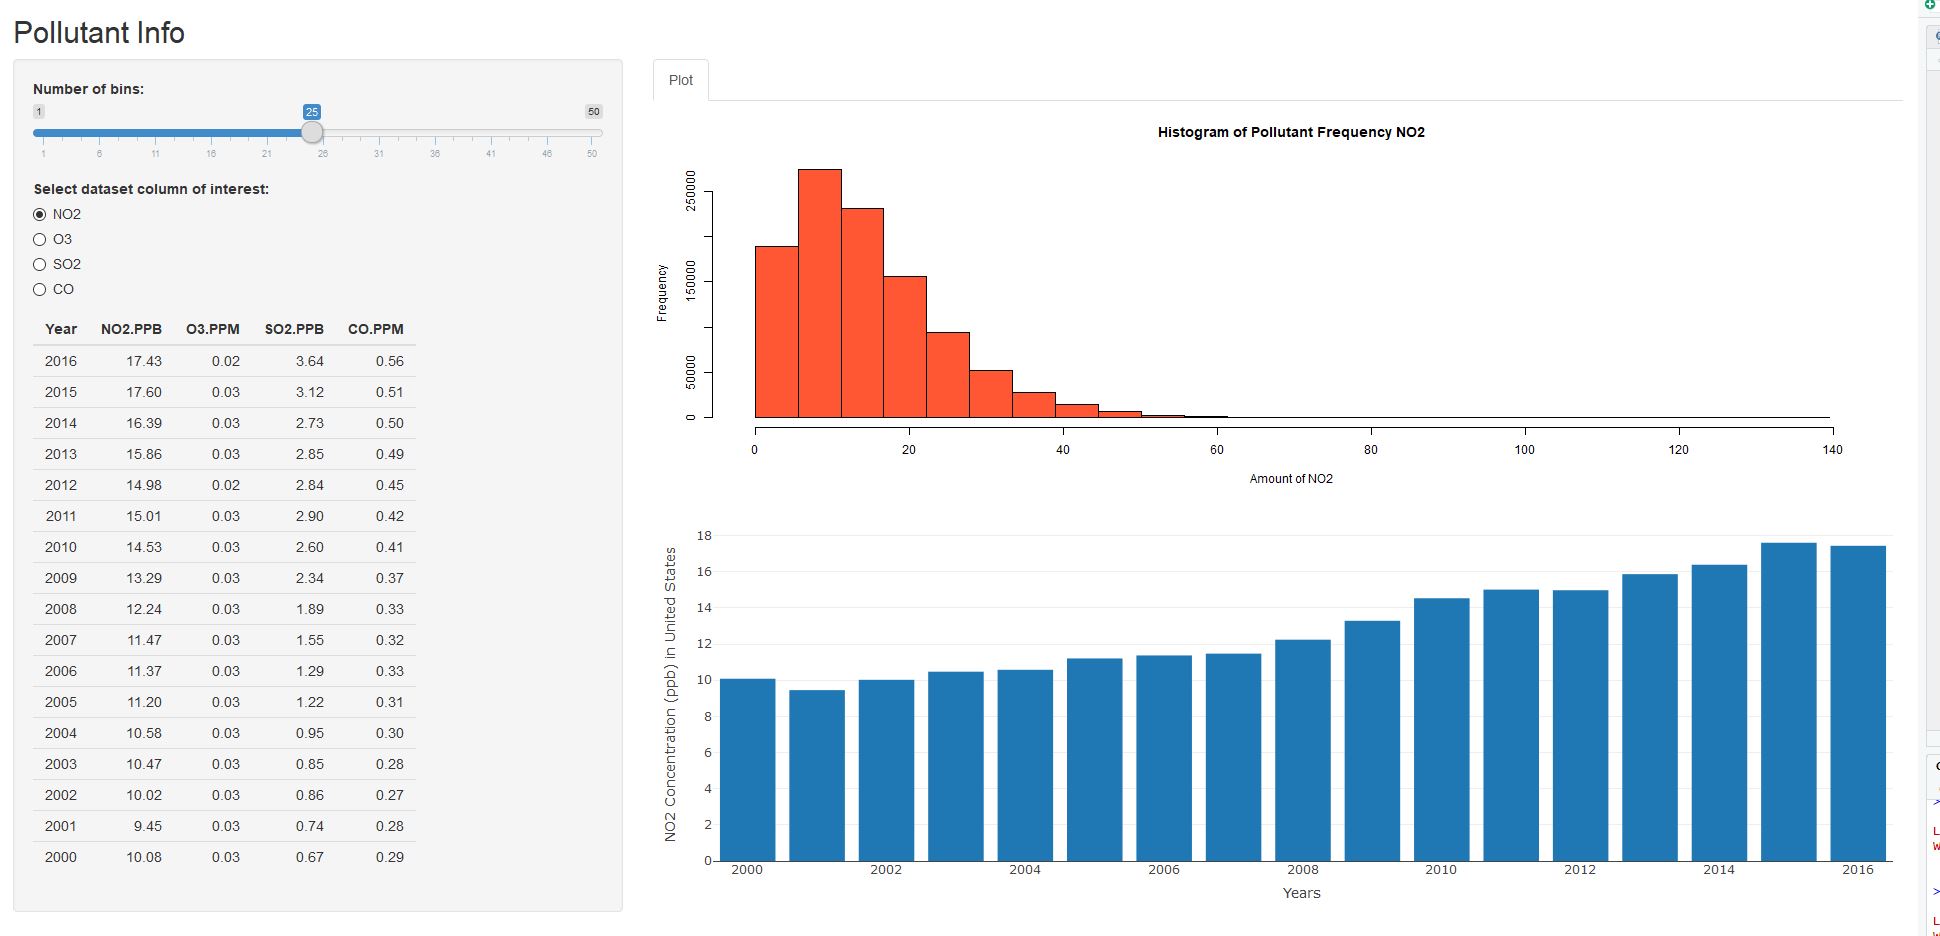 Pollutant Info
Number of bins:
1 25 50
1 6 11 16 21 26 31 36 41 46 50
Select dataset column of interest:
NO2
O3
SO2
CO
Year NO2.PPB O3.PPM SO2.PPB CO.PPM
2016 17.43 0.02 3.64 0.56
2015 17.60 0.03 3.12 0.51
2014 16.39 0.03 2.73 0.50
2013 15.86 0.03 2.85 0.49
2012 14.98 0.02 2.84 0.45
2011 15.01 0.03 2.90 0.42
2010 14.53 0.03 2.60 0.41
2009 13.29 0.03 2.34 0.37
2008 12.24 0.03 1.89 0.33
2007 11.47 0.03 1.55 0.32
2006 11.37 0.03 1.29 0.33
2005 11.20 0.03 1.22 0.31
2004 10.58 0.03 0.95 0.30
2003 10.47 0.03 0.85 0.28
2002 10.02 0.03 0.86 0.27
2001 9.45 0.03 0.74 0.28
2000 10.08 0.03 0.67 0.29
Plot
Histogram of Pollutant Frequency NO2
Frequency
250000
150000
50000
0
0 20 40 60 80 100 120 140
Amount of NO2
NO2 Concentration (ppb) in United States
18
16
14
12
10
8
6
4
2
0
2000 2002 2004 2006 2008 2010 2012 2014 2016
Years